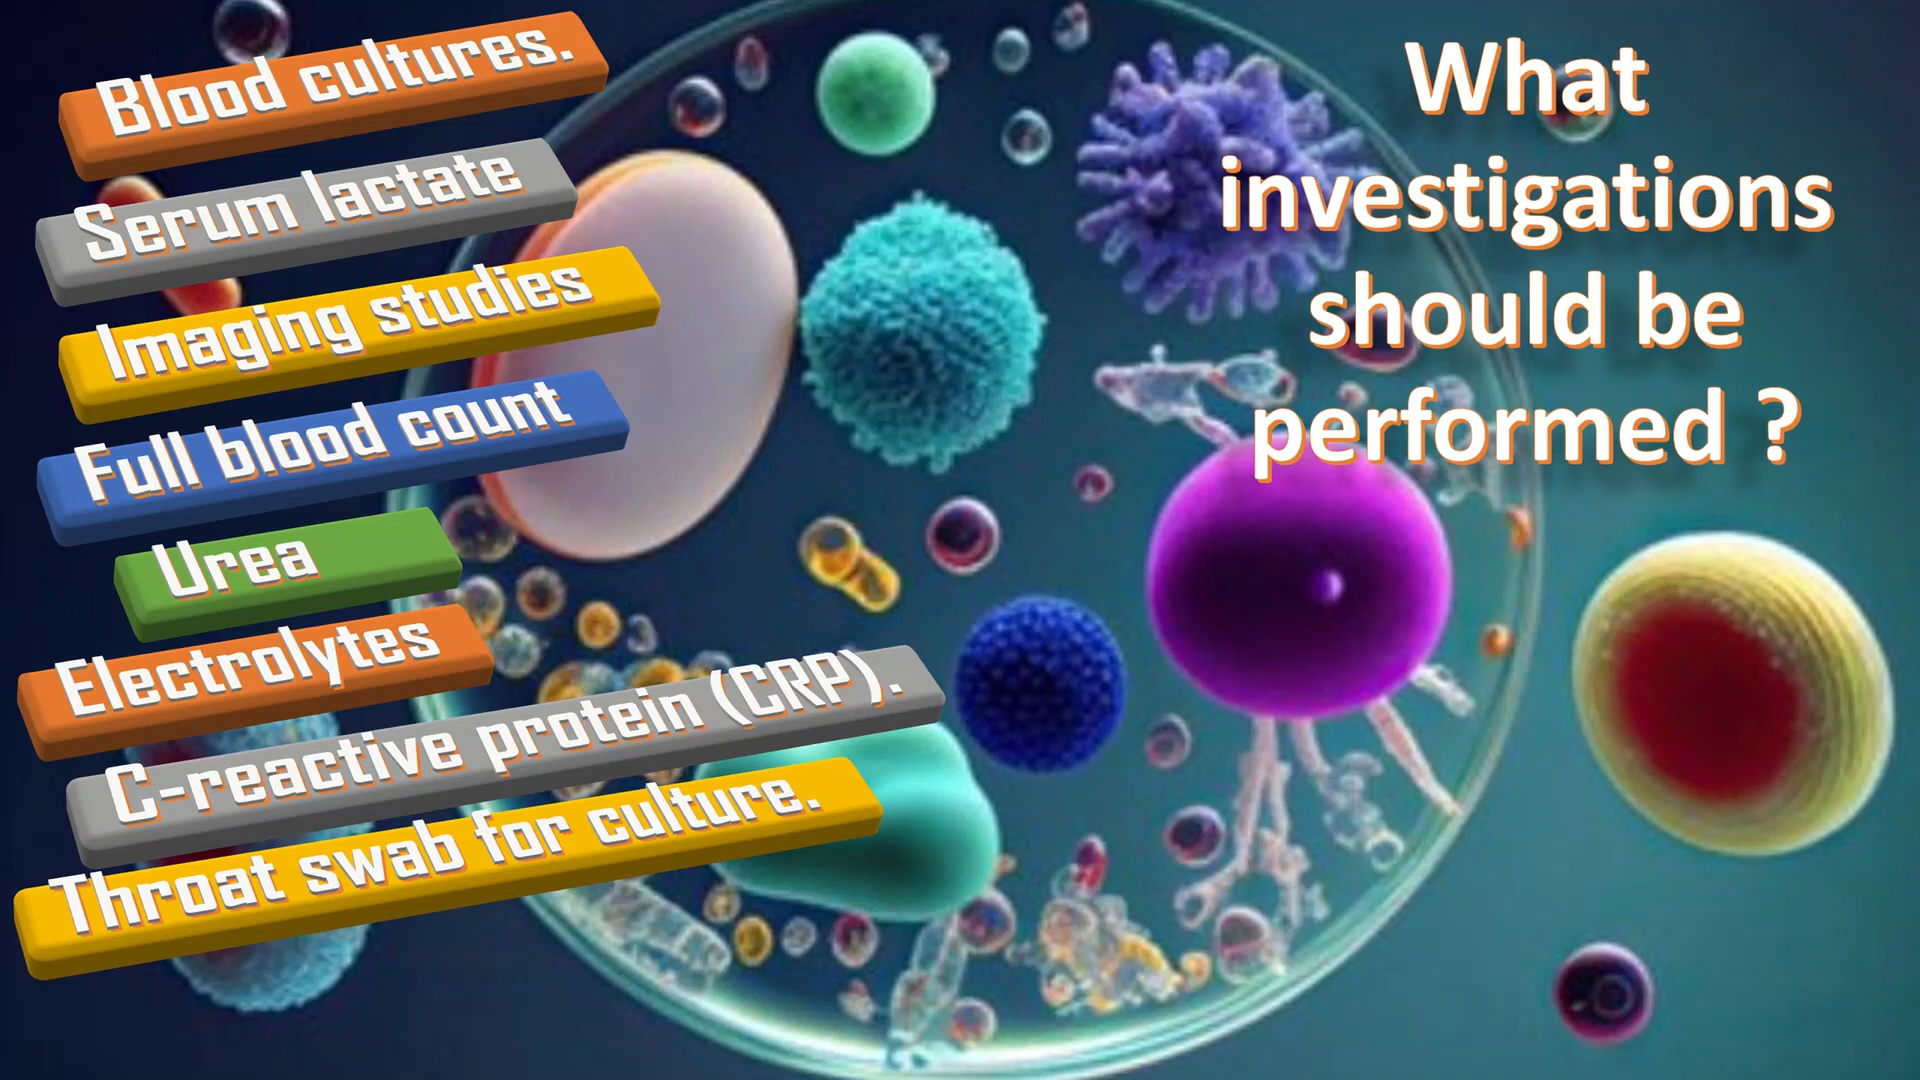 Blood cultures.
Serum lactate
Imaging studies
Full blood count
Urea
Electrolytes
C-reactive protein (CRP).
Throat swab for culture.
What
investigations
should be
performed ?